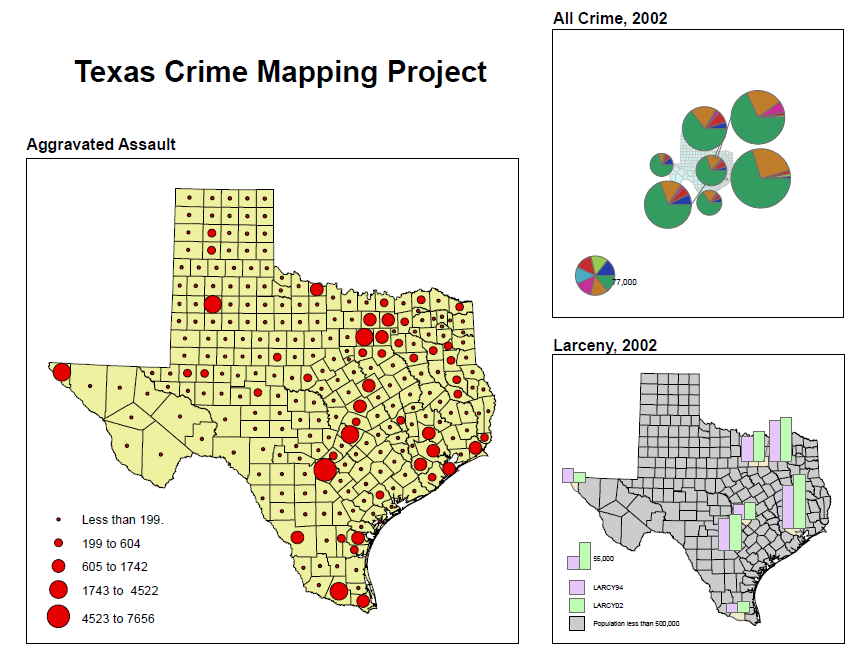 All Crime, 2002
Texas Crime Mapping Project
Aggravated Assault
77,000
Larceny, 2002
Less than 199.
199 to 604
605 to 1742
1743 to 4522
4523 to 7656
55,000
LARCY94
LARCY02
Population less than 500,000